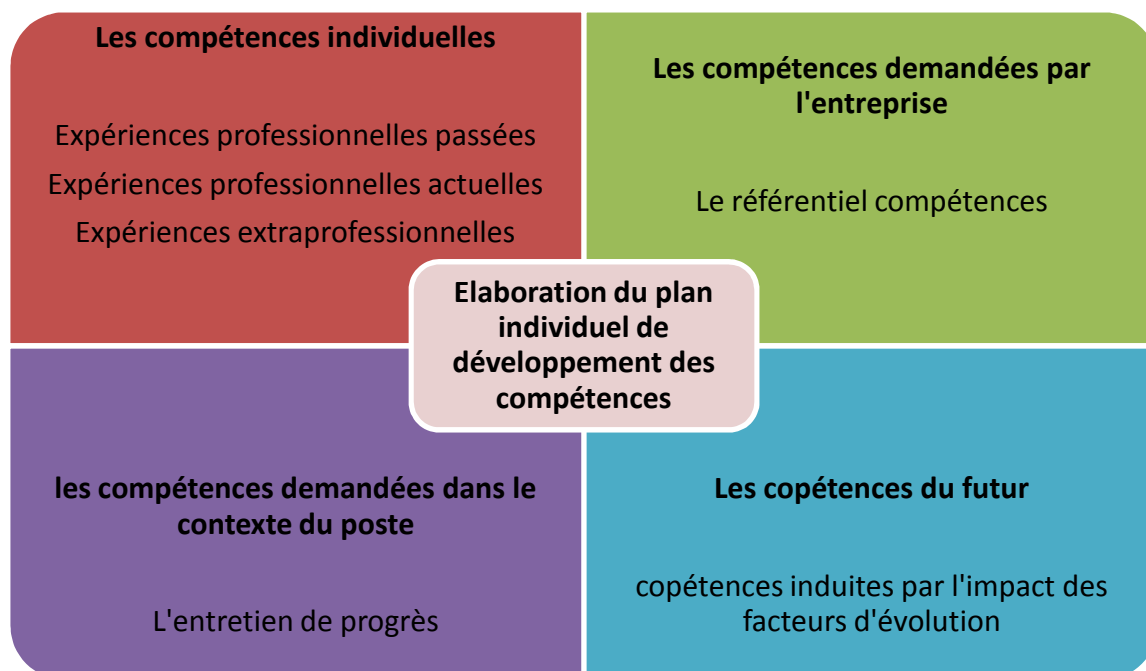 Les compétences individuelles
Expériences professionnelles passées
Expériences professionnelles actuelles
Expériences extraprofessionnelles
Les compétences demandées par
l'entreprise
Le référentiel compétences
Elaboration du plan
individuel de
développement des
compétences
les compétences demandées dans le
contexte du poste
L'entretien de progrès
Les copétences du futur
copétences induites par l'impact des
facteurs d'évolution